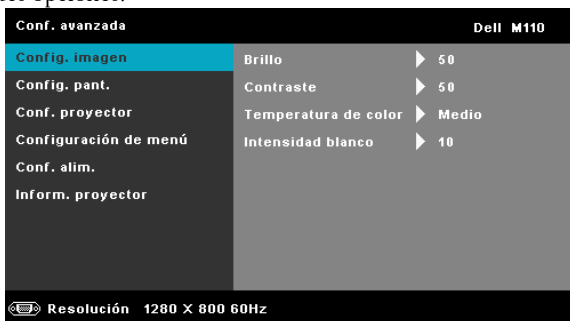 Conf. avanzada Dell M110
Config. imagen Brillo 50
Config. pant. Contraste 50
Conf. proyector Temperatura de color Medio
Configuración de menú Intensidad blanco 10
Conf. alim.
Inform. proyector
Resolución 1280 X 800 60Hz